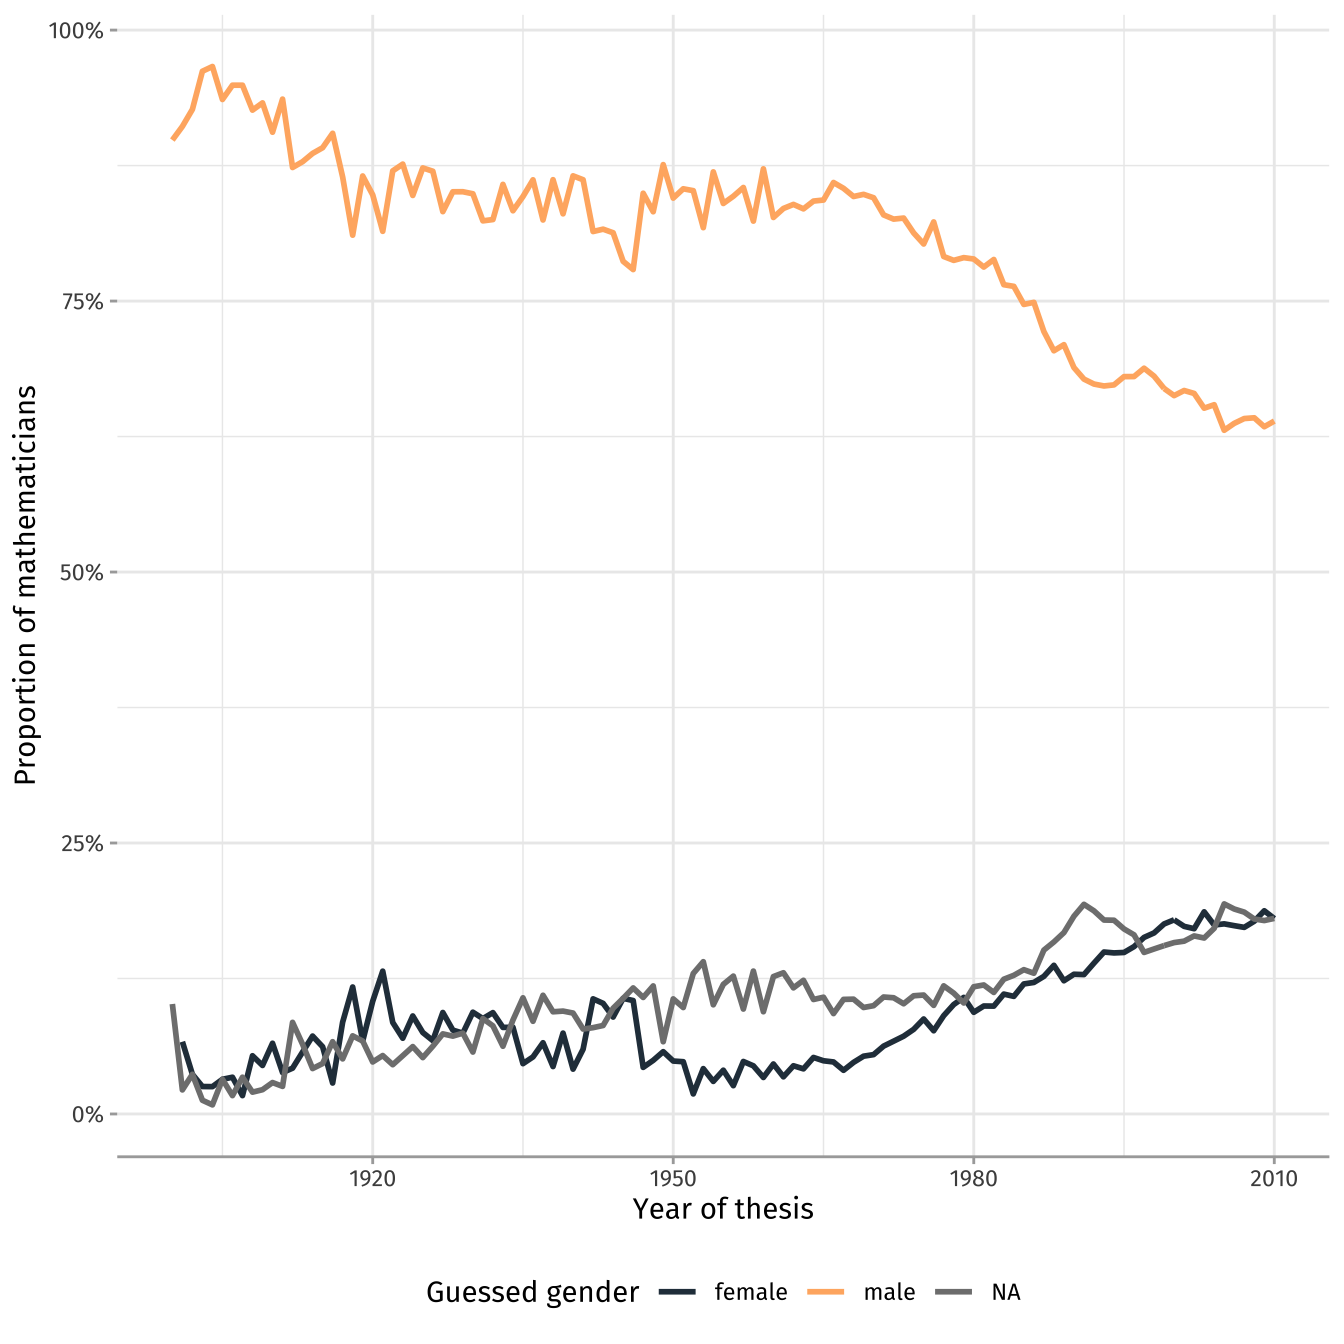 100%
75%
50%
25%
0%
Proportion of mathematicians
1920 1950 1980 2010
Year of thesis
Guessed gender female male NA